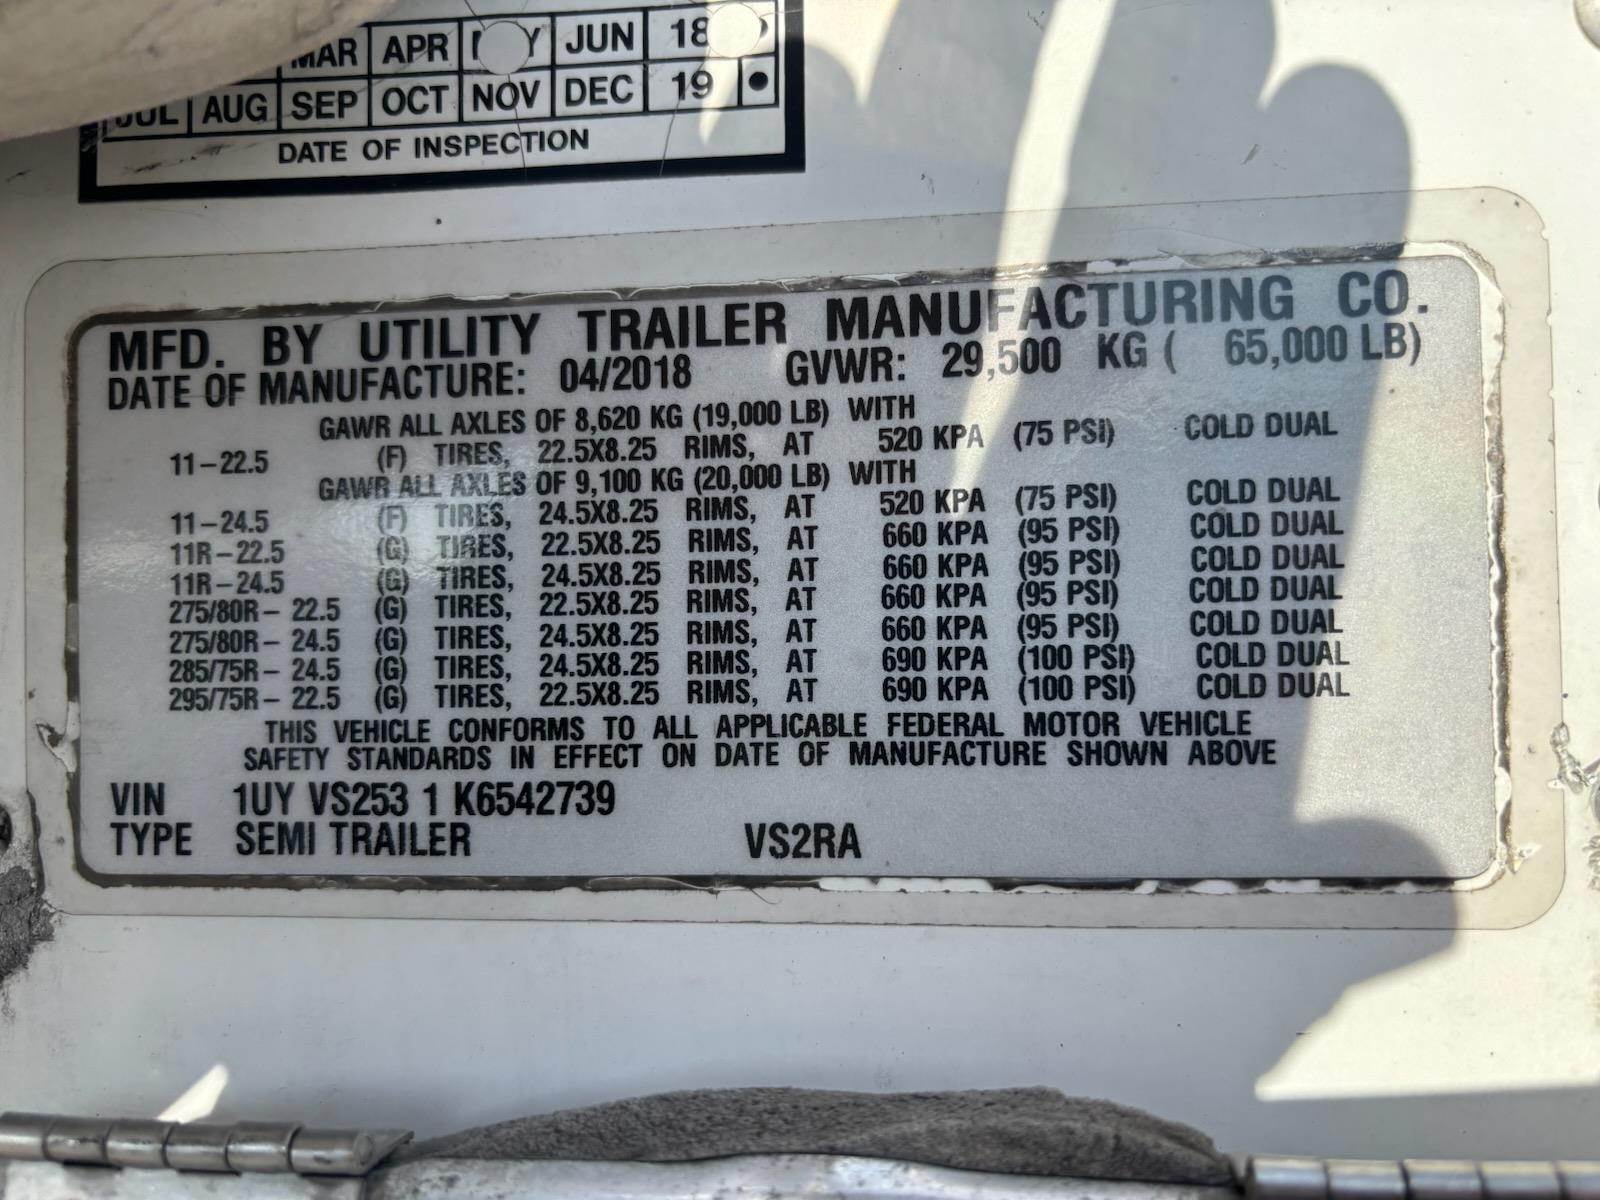 MAR APR JUN 18
JUL AUG SEP OCT NOV DEC 19
DATE OF INSPECTION
MFD. BY UTILITY TRAILER MANUFACTURING CO.
DATE OF MANUFACTURE: 04/2018 GVWR: 29,500 KG ( 65,000 LB)
GAWR ALL AXLES OF 8,620 KG (19,000 LB) WITH
11-22.5 (F) TIRES, 22.5X8.25 RIMS, AT 520 KPA (75 PSI) COLD DUAL
GAWR ALL AXLES OF 9,100 KG (20,000 LB) WITH
11-24.5 (F) TIRES, 24.5X8.25 RIMS, AT 520 KPA (75 PSI) COLD DUAL
11R-22.5 (G) TIRES, 22.5X8.25 RIMS, AT 660 KPA (95 PSI) COLD DUAL
11R-24.5 (G) TIRES, 24.5X8.25 RIMS, AT 660 KPA (95 PSI) COLD DUAL
275/80R- 22.5 (G) TIRES, 22.5X8.25 RIMS, AT 660 KPA (95 PSI) COLD DUAL
275/80R- 24.5 (G) TIRES, 24.5X8.25 RIMS, AT 660 KPA (95 PSI) COLD DUAL
285/75R- 24.5 (G) TIRES, 24.5X8.25 RIMS, AT 690 KPA (100 PSI) COLD DUAL
295/75R- 22.5 (G) TIRES, 22.5X8.25 RIMS, AT 690 KPA (100 PSI) COLD DUAL
THIS VEHICLE CONFORMS TO ALL APPLICABLE FEDERAL MOTOR VEHICLE
SAFETY STANDARDS IN EFFECT ON DATE OF MANUFACTURE SHOWN ABOVE
VIN 1UY VS253 1 K6542739
TYPE SEMI TRAILER VS2RA